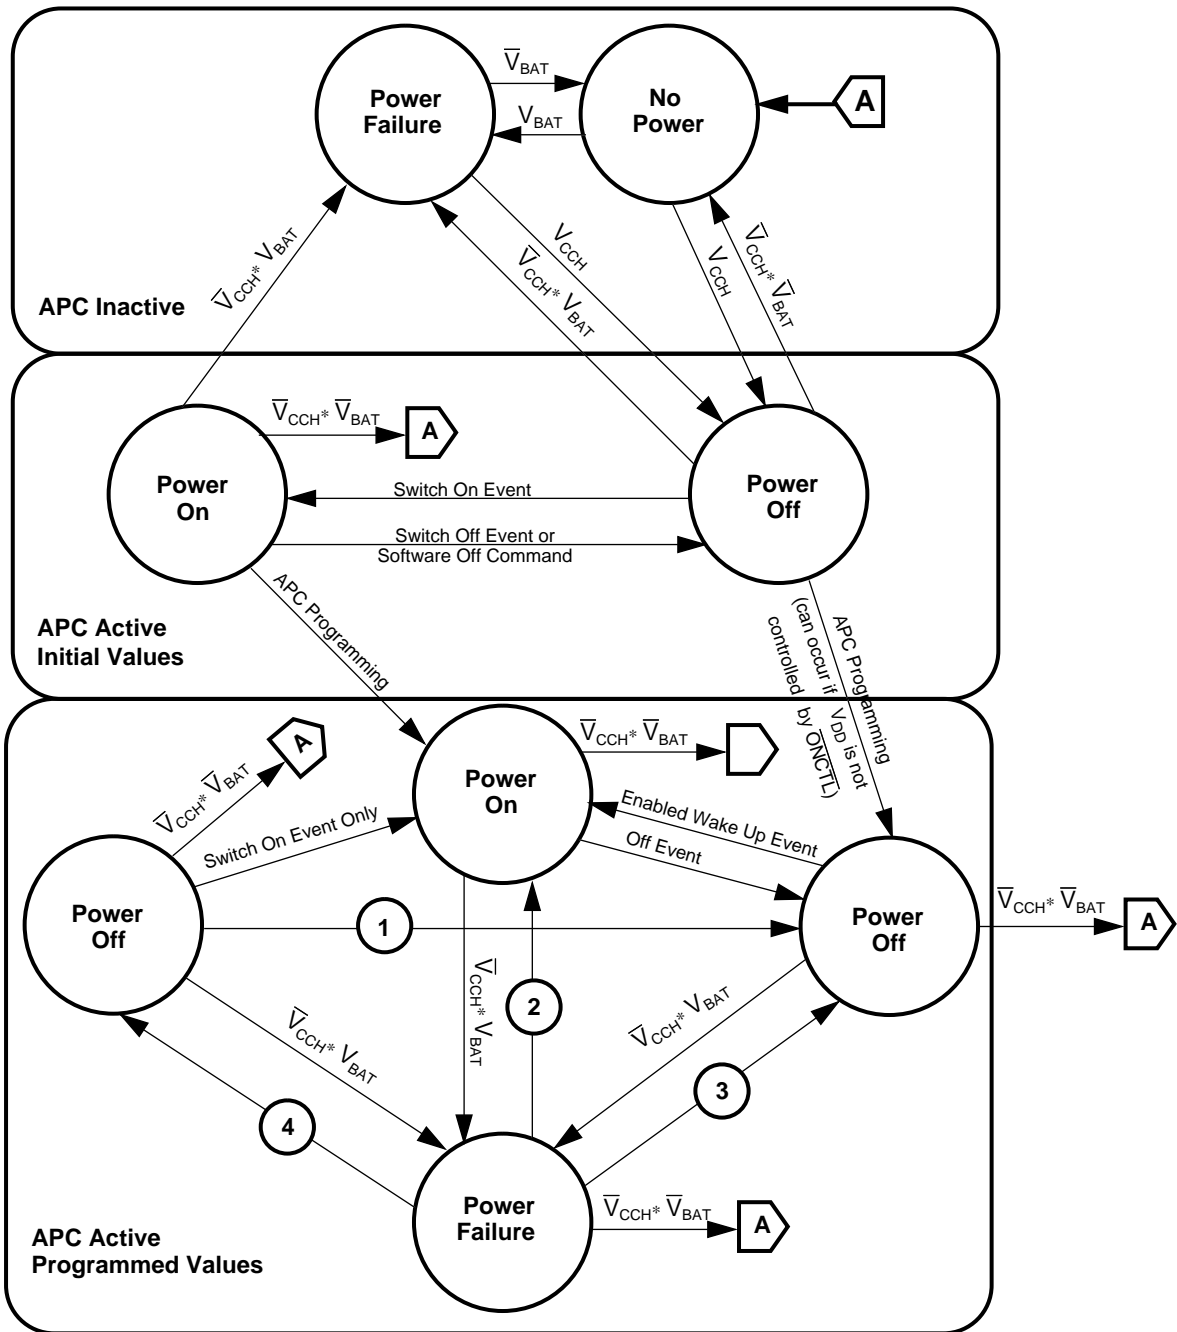 V̅BAT
Power
Failure
No
Power
A
VBAT
V̅CCH* VBAT
VCCH
V̅CCH* VBAT
VCCH
V̅CCH* V̅BAT
APC Inactive
V̅CCH* V̅BAT
A
Power
On
Switch On Event
Power
Off
Switch Off Event or
Software Off Command
APC Programming
APC Programming
(can occur if VDD is not
controlled by O̅N̅C̅T̅L̅)
APC Active
Initial Values
A
V̅CCH* V̅BAT
V̅CCH* V̅BAT
Power
On
Switch On Event Only
Enabled Wake Up Event
Off Event
Power
Off
1
Power
Off
V̅CCH* V̅BAT
A
V̅CCH* VBAT
V̅CCH* VBAT
2
V̅CCH* VBAT
3
4
Power
Failure
V̅CCH* V̅BAT
A
APC Active
Programmed Values